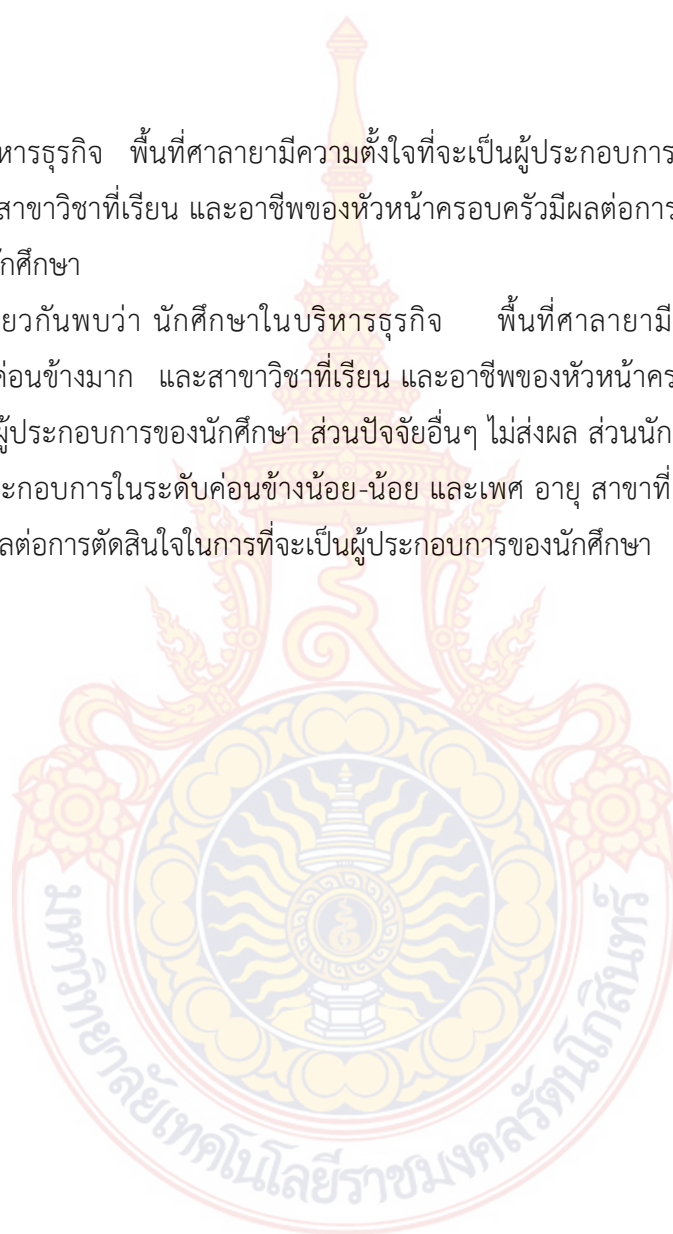 หารธุรกิจ พื้นที่ศาลายามีความตั้งใจที่จะเป็นผู้ประกอบการ
สาขาวิชาที่เรียน และอาชีพของหัวหน้าครอบครัวมีผลต่อการ
ักศึกษา
ียวกันพบว่า นักศึกษาในบริหารธุรกิจ พื้นที่ศาลายามี
ค่อนข้างมาก และสาขาวิชาที่เรียน และอาชีพของหัวหน้าคร
ผู้ประกอบการของนักศึกษา ส่วนปัจจัยอื่นๆ ไม่ส่งผล ส่วนนัก
ะกอบการในระดับค่อนข้างน้อย-น้อย และเพศ อายุ สาขาที่
ลต่อการตัดสินใจในการที่จะเป็นผู้ประกอบการของนักศึกษา
มหาวิทยาลัยเทคโนโลยีราชมงคลรัตนโกสินทร์